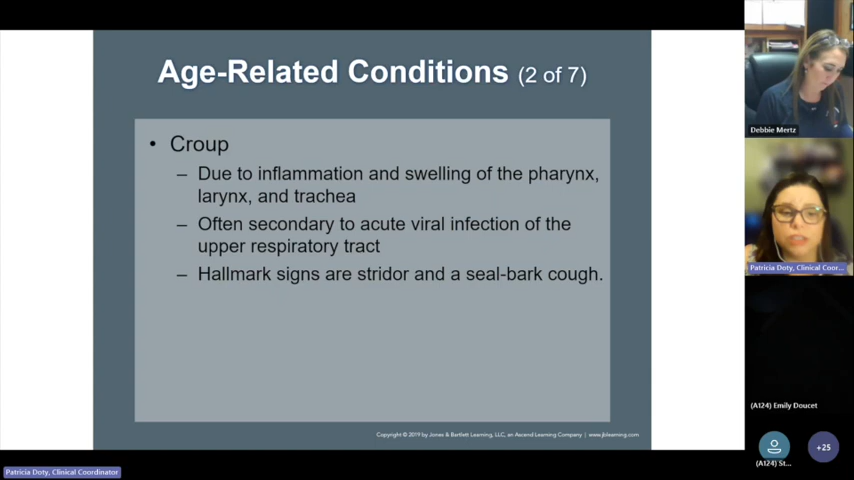 Age-Related Conditions (2 of 7)
• Croup
– Due to inflammation and swelling of the pharynx,
larynx, and trachea
– Often secondary to acute viral infection of the
upper respiratory tract
– Hallmark signs are stridor and a seal-bark cough.
Copyright © 2019 by Jones & Bartlett Learning, LLC, an Ascend Learning Company | www.jblearning.com
Debbie Mertz
Patricia Doty, Clinical Coor...
(A124) Emily Doucet
(A124) St...
+25
Patricia Doty, Clinical Coordinator